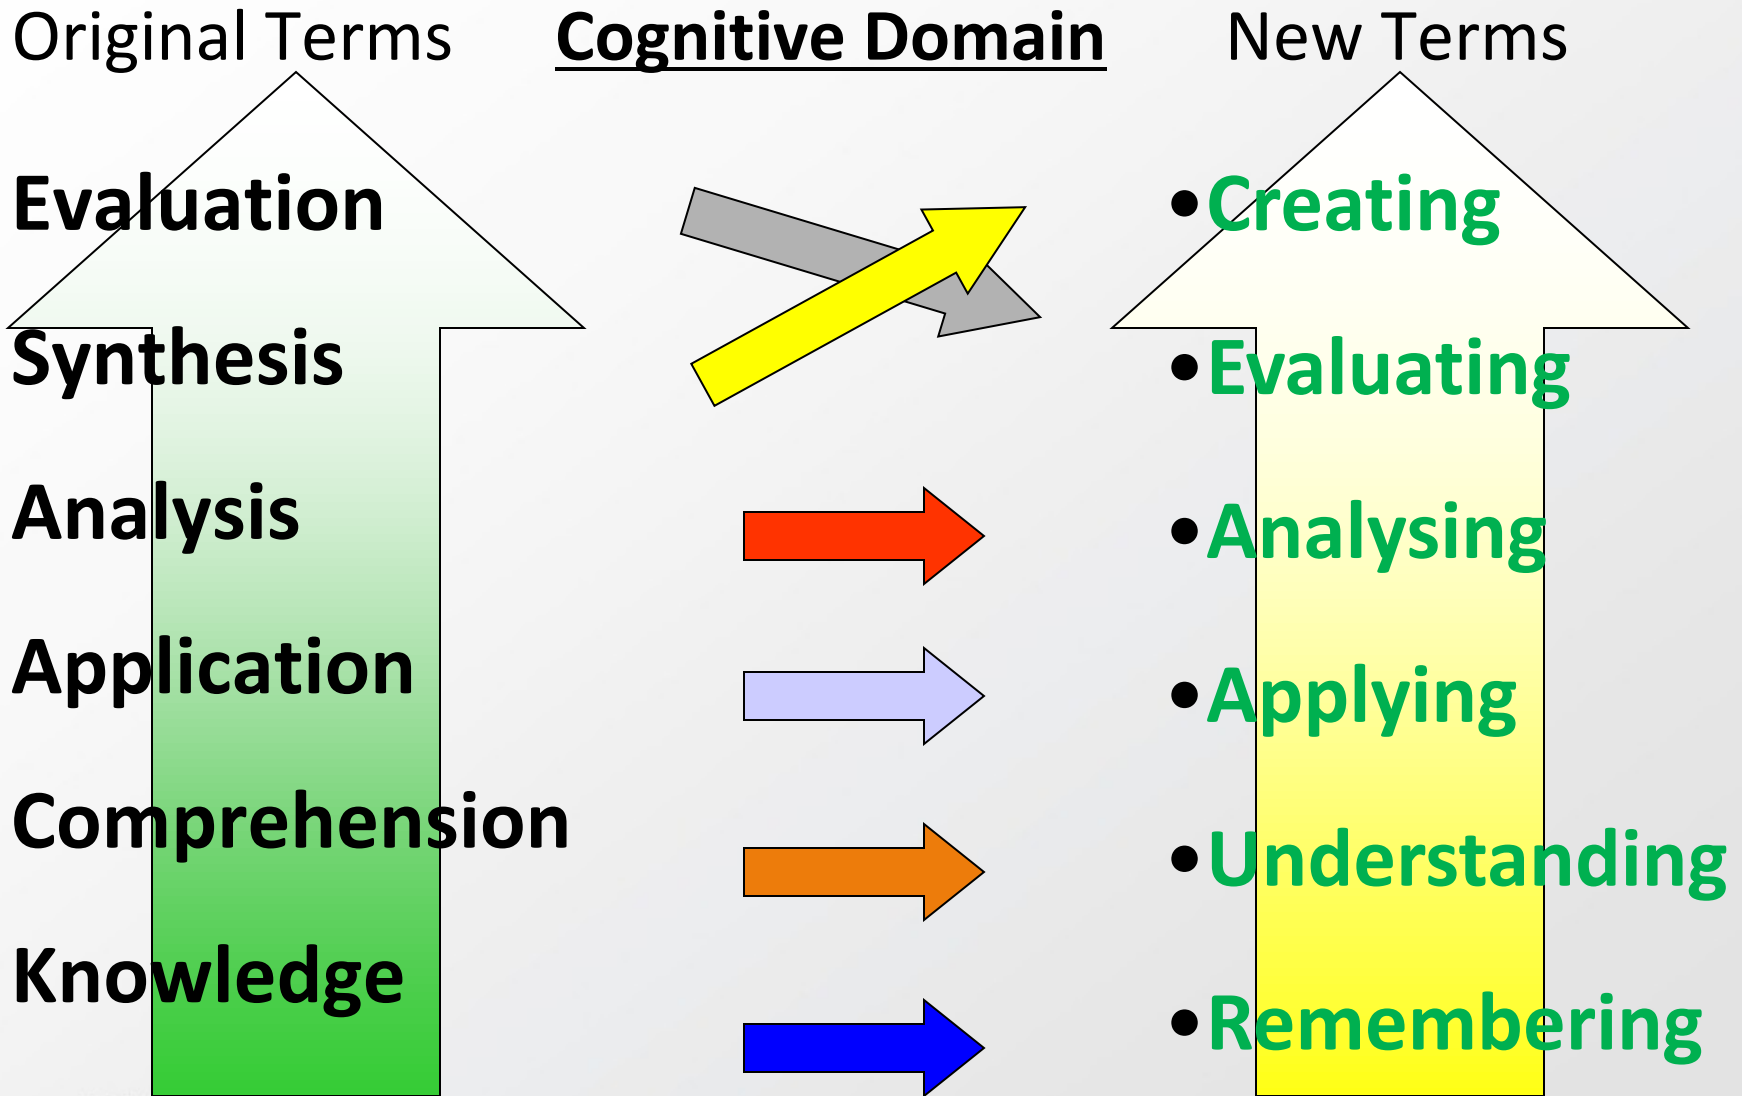 Original Terms
Cognitive Domain
New Terms
Evaluation
Synthesis
Analysis
Application
Comprehension
Knowledge
•Creating
•Evaluating
•Analysing
•Applying
•Understanding
•Remembering